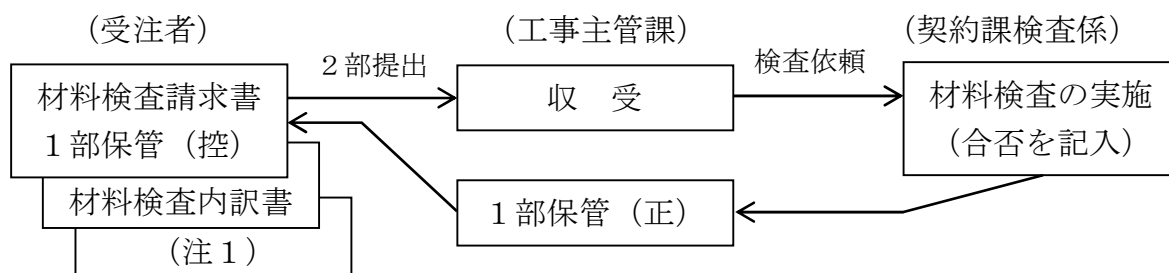 (受注者)
(工事主管課)
(契約課検査係)
２部提出
検査依頼
材料検査請求書
１部保管（控）
収　受
材料検査の実施
(合否を記入)
材料検査内訳書
１部保管（正）
(注１)